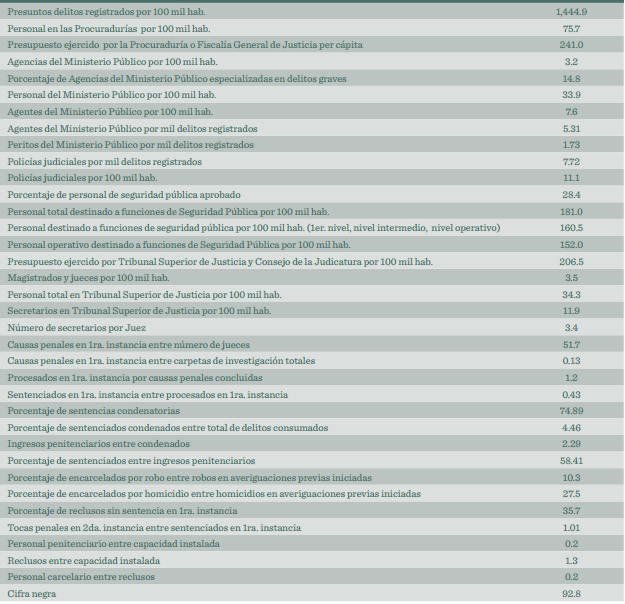 Presuntos delitos registrados por 100 mil hab. 1,444.9
Personal en las Procuradurías por 100 mil hab. 75.7
Presupuesto ejercido por la Procuraduría o Fiscalía General de Justicia per cápita 241.0
Agencias del Ministerio Público por 100 mil hab. 3.2
Porcentaje de Agencias del Ministerio Público especializadas en delitos graves 14.8
Personal del Ministerio Público por 100 mil hab. 33.9
Agentes del Ministerio Público por 100 mil hab. 7.6
Agentes del Ministerio Público por mil delitos registrados 5.31
Peritos del Ministerio Público por mil delitos registrados 1.73
Policías judiciales por mil delitos registrados 7.72
Policías judiciales por 100 mil hab. 11.1
Porcentaje de personal de seguridad pública aprobado 28.4
Personal total destinado a funciones de Seguridad Pública por 100 mil hab. 181.0
Personal destinado a funciones de seguridad pública por 100 mil hab. (1er. nivel, nivel intermedio, nivel operativo) 160.5
Personal operativo destinado a funciones de Seguridad Pública por 100 mil hab. 152.0
Presupuesto ejercido por Tribunal Superior de Justicia y Consejo de la Judicatura por 100 mil hab. 206.5
Magistrados y jueces por 100 mil hab. 3.5
Personal total en Tribunal Superior de Justicia por 100 mil hab. 34.3
Secretarios en Tribunal Superior de Justicia por 100 mil hab. 11.9
Número de secretarios por Juez 3.4
Causas penales en 1ra. instancia entre número de jueces 51.7
Causas penales en 1ra. instancia entre carpetas de investigación totales 0.13
Procesados en 1ra. instancia por causas penales concluidas 1.2
Sentenciados en 1ra. instancia entre procesados en 1ra. instancia 0.43
Porcentaje de sentencias condenatorias 74.89
Porcentaje de sentenciados condenados entre total de delitos consumados 4.46
Ingresos penitenciarios entre condenados 2.29
Porcentaje de sentenciados entre ingresos penitenciarios 58.41
Porcentaje de encarcelados por robo entre robos en averiguaciones previas iniciadas 10.3
Porcentaje de encarcelados por homicidio entre homicidios en averiguaciones previas iniciadas 27.5
Porcentaje de reclusos sin sentencia en 1ra. instancia 35.7
Tocas penales en 2da. instancia entre sentenciados en 1ra. instancia 1.01
Personal penitenciario entre capacidad instalada 0.2
Reclusos entre capacidad instalada 1.3
Personal carcelario entre reclusos 0.2
Cifra negra 92.8